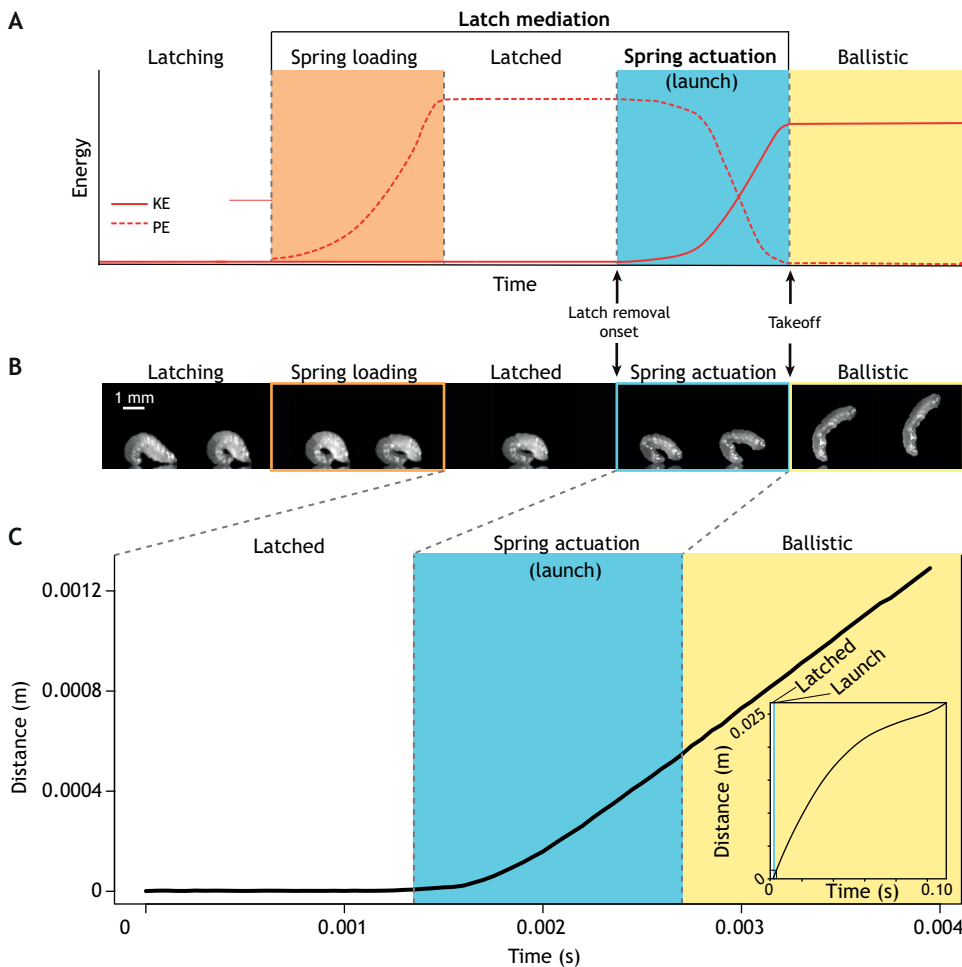 A
Latch mediation
Latching
Spring loading
Latched
Spring actuation
(launch)
Ballistic
Energy
KE
PE
Time
Latch removal
onset
Takeoff
B
Latching
Spring loading
Latched
Spring actuation
Ballistic
1 mm
C
Latched
Spring actuation
(launch)
Ballistic
Distance (m)
0.0012
0.0008
0.0004
0
0
0.001
0.002
0.003
0.004
Time (s)
Latched
Launch
Distance (m)
0.025
0
0
0.10
Time (s)